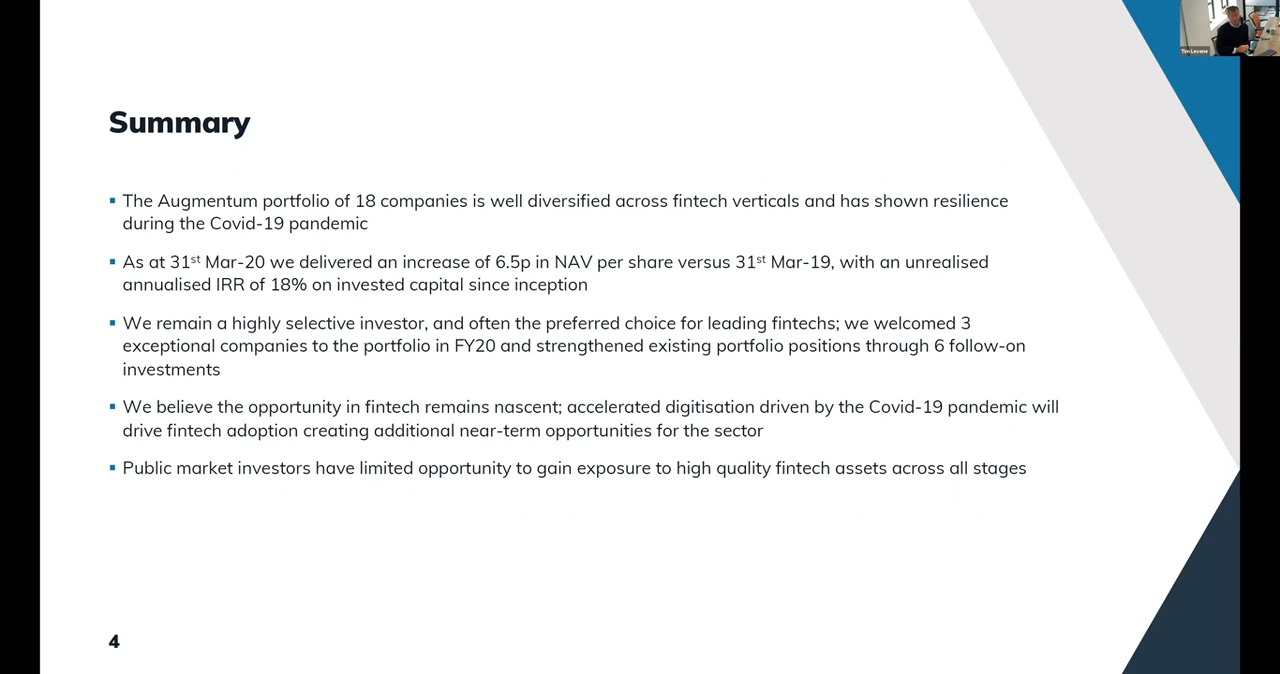 Tim Levene
Summary
▪ The Augmentum portfolio of 18 companies is well diversified across fintech verticals and has shown resilience
during the Covid-19 pandemic
▪ As at 31st Mar-20 we delivered an increase of 6.5p in NAV per share versus 31st Mar-19, with an unrealised
annualised IRR of 18% on invested capital since inception
▪ We remain a highly selective investor, and often the preferred choice for leading fintechs; we welcomed 3
exceptional companies to the portfolio in FY20 and strengthened existing portfolio positions through 6 follow-on
investments
▪ We believe the opportunity in fintech remains nascent; accelerated digitisation driven by the Covid-19 pandemic will
drive fintech adoption creating additional near-term opportunities for the sector
▪ Public market investors have limited opportunity to gain exposure to high quality fintech assets across all stages
4